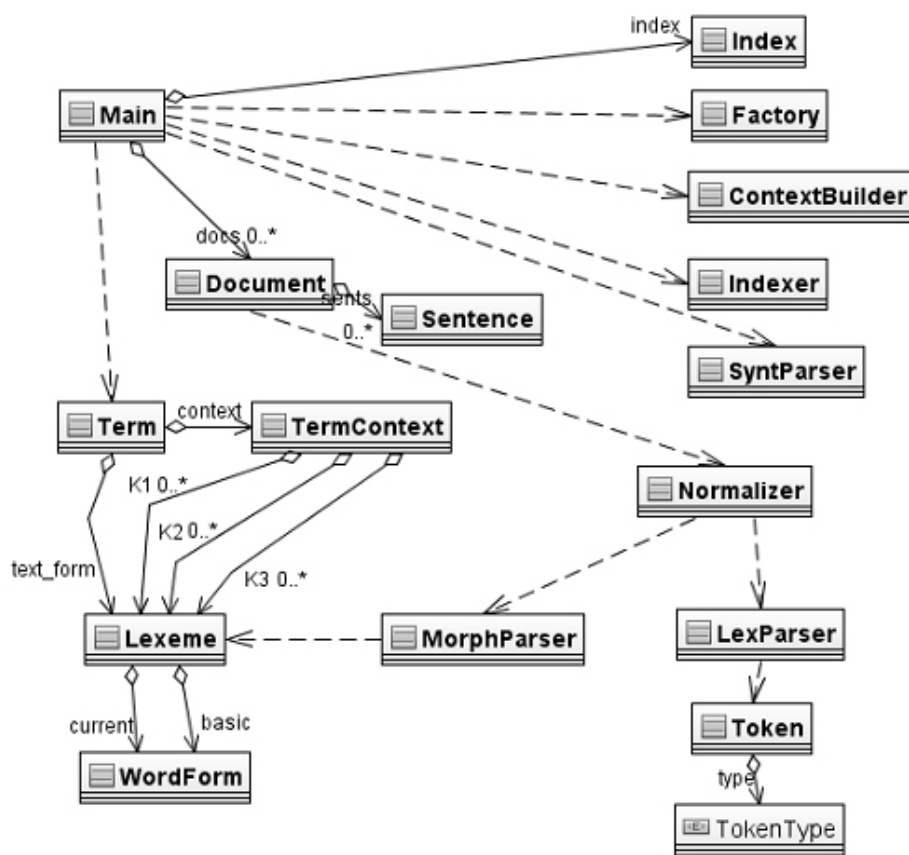 index
Index
Main
Factory
ContextBuilder
docs 0..*
Document
Indexer
sents
Sentence
0..*
SyntParser
Term
context
TermContext
K1 0..*
Normalizer
K2 0..*
text_form
K3 0..*
Lexeme
MorphParser
LexParser
current
basic
Token
WordForm
type
<E>
TokenType